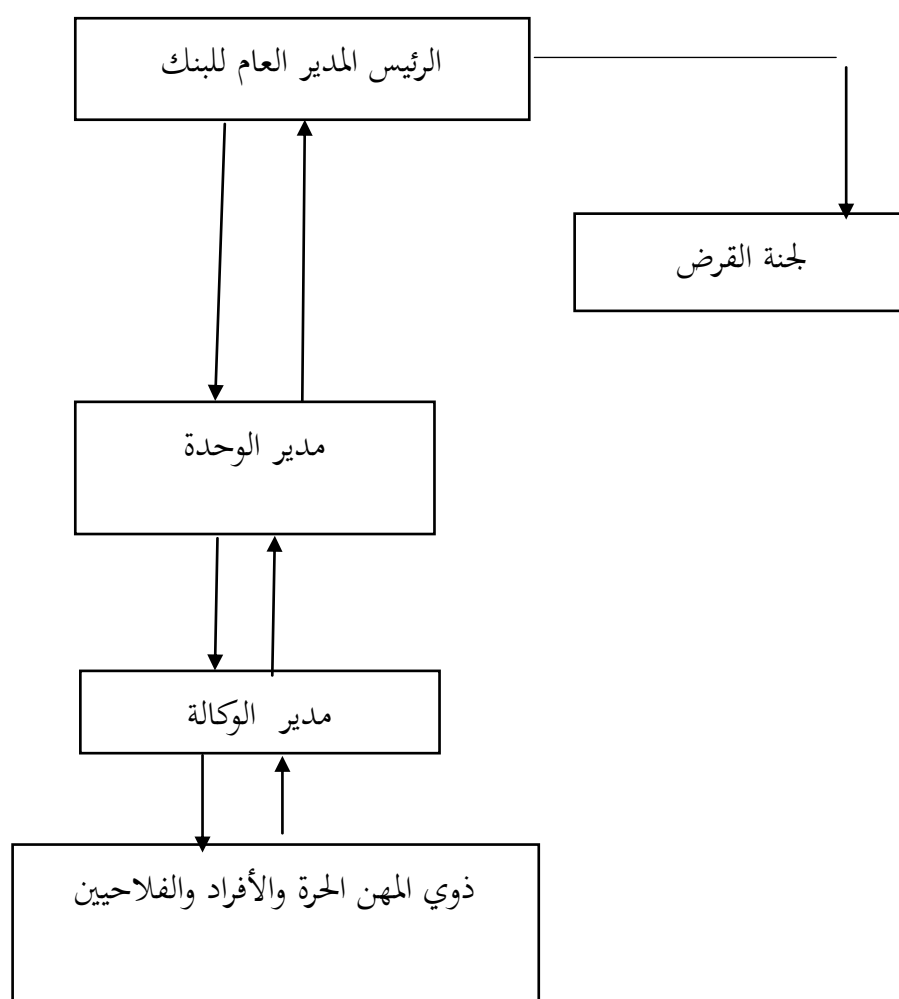 الرئيس المدير العام للبنك
لجنة القرض
مدير الوحدة
مدير الوكالة
ذوي المهن الحرة والأفراد والفلاحيين